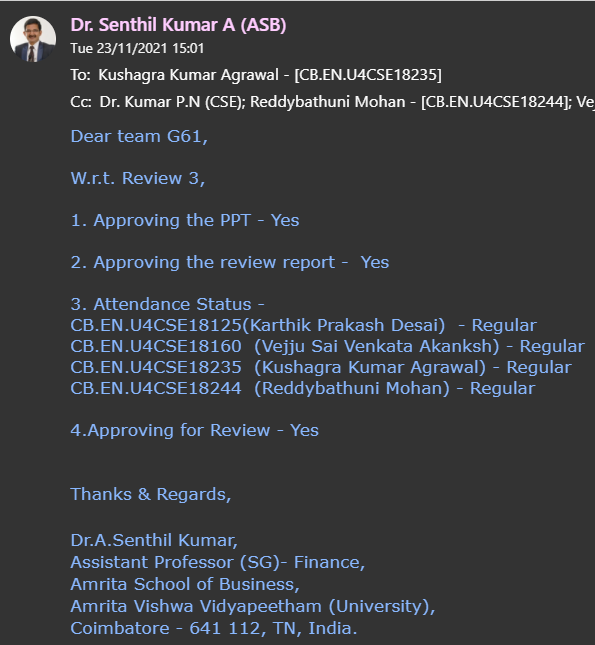 Dr. Senthil Kumar A (ASB)
Tue 23/11/2021 15:01
To: Kushagra Kumar Agrawal - [CB.EN.U4CSE18235]
Cc: Dr. Kumar P.N (CSE); Reddybathuni Mohan - [CB.EN.U4CSE18244];
Dear team G61,
W.r.t. Review 3,
1. Approving the PPT - Yes
2. Approving the review report - Yes
3. Attendance Status -
CB.EN.U4CSE18125(Karthik Prakash Desai) - Regular
CB.EN.U4CSE18160 (Vejju Sai Venkata Akanksh) - Regular
CB.EN.U4CSE18235 (Kushagra Kumar Agrawal) - Regular
CB.EN.U4CSE18244 (Reddybathuni Mohan) - Regular
4.Approving for Review - Yes
Thanks & Regards,
Dr.A.Senthil Kumar,
Assistant Professor (SG)- Finance,
Amrita School of Business,
Amrita Vishwa Vidyapeetham (University),
Coimbatore - 641 112, TN, India.